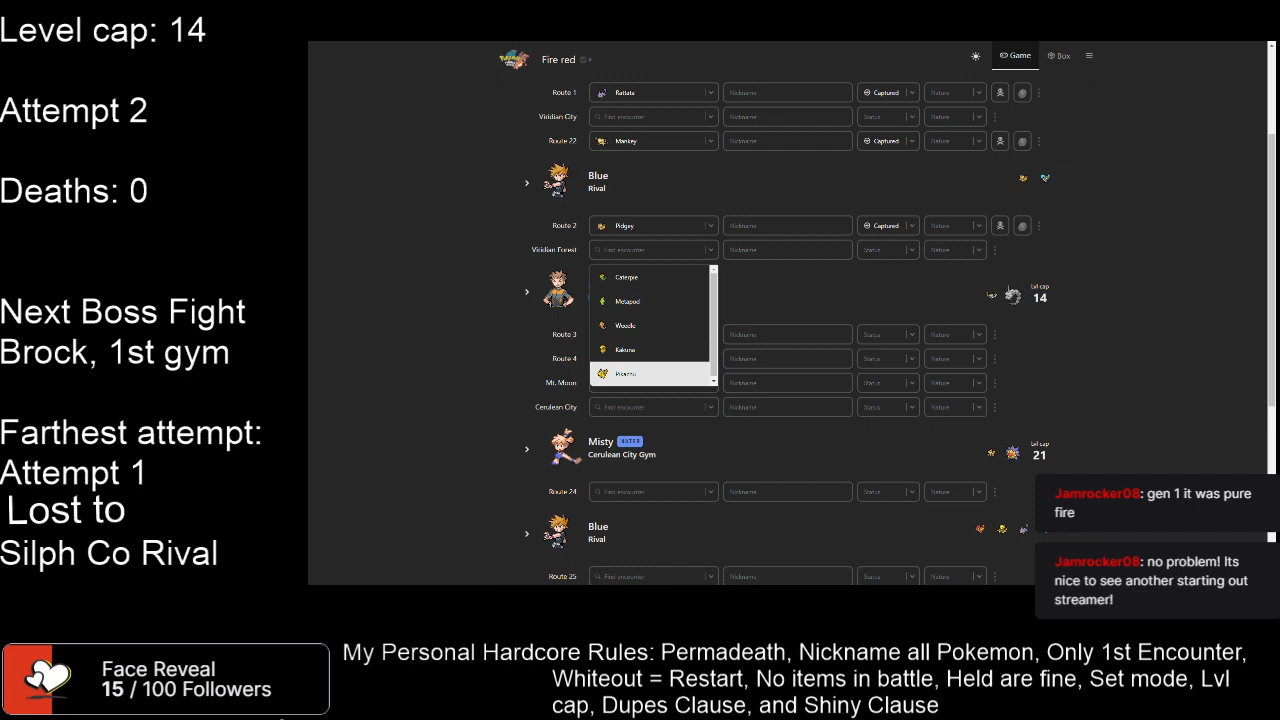 Level cap: 14
Attempt 2
Deaths: 0
Next Boss Fight
Brock, 1st gym
Farthest attempt:
Attempt 1
Lost to
Silph Co Rival
Fire red
Game
Box
Route 1 Rattata Nickname Captured Nature
Viridian City Find encounter Nickname Status Nature
Route 22 Mankey Nickname Captured Nature
Blue
Rival
Route 2 Pidgey Nickname Captured Nature
Viridian Forest Find encounter Nickname Status Nature
Caterpie
Metapod
Weedle
Kakuna
Pikachu
Lvl cap
14
Route 3 Nickname Status Nature
Route 4 Nickname Status Nature
Mt. Moon Nickname Status Nature
Cerulean City Find encounter Nickname Status Nature
Misty WATER
Cerulean City Gym
Lvl cap
21
Route 24 Find encounter Nickname Status Nature
Blue
Rival
Route 25 Find encounter Nickname Status Nature
Jamrocker08: gen 1 it was pure
fire
Jamrocker08: no problem! Its
nice to see another starting out
streamer!
Face Reveal
15 / 100 Followers
My Personal Hardcore Rules: Permadeath, Nickname all Pokemon, Only 1st Encounter,
Whiteout = Restart, No items in battle, Held are fine, Set mode, Lvl
cap, Dupes Clause, and Shiny Clause